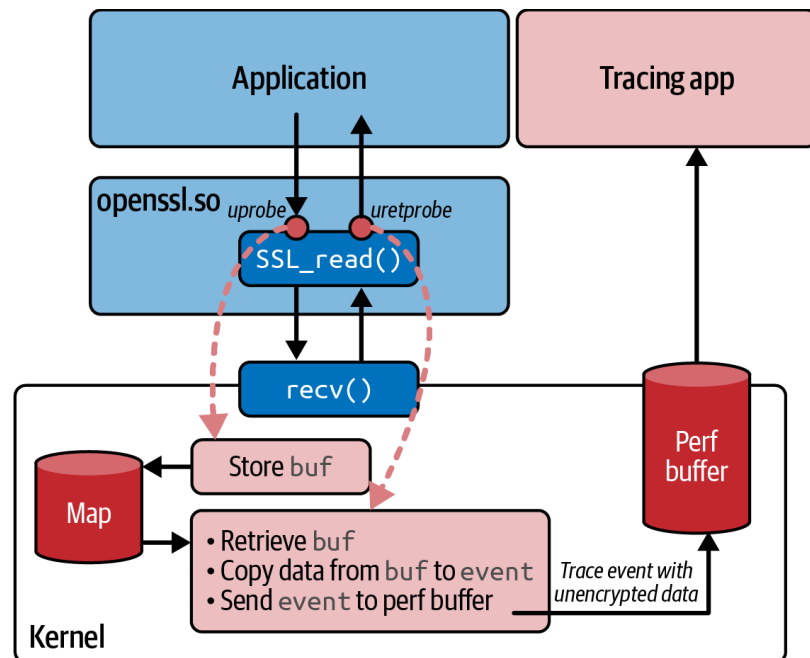 Application
Tracing app
openssl.so
uprobe
uretprobe
SSL_read()
recv()
Perf
buffer
Store buf
Map
• Retrieve buf
• Copy data from buf to event
• Send event to perf buffer
Trace event with
unencrypted data
Kernel